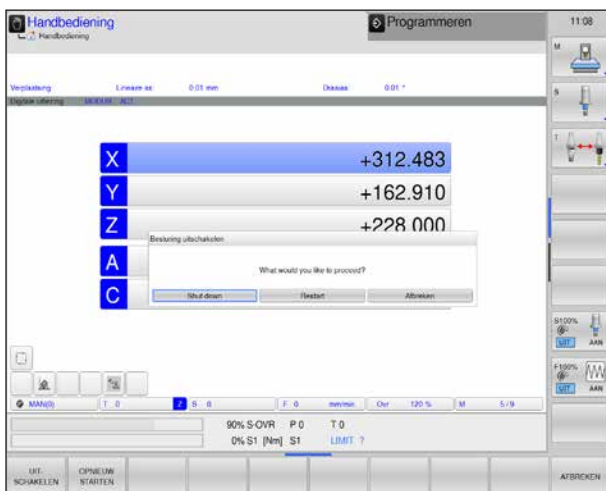 Handbediening
Handbediening
Programmeren
11:08
M
Verplaatsing Lineaire as: 0.01 mm Draaias: 0.01 °
Digitale uitlezing MODUS: ACT
S
T
X +312.483
Y +162.910
Z +228.000
A
C
Besturing uitschakelen
What would you like to proceed?
Shut down Restart Afbreken
S100%
UIT AAN
F100%
UIT AAN
MAN(0) T 0 Z S 0 F 0 mm/min Ovr 120 % M 5/9
90% S-OVR P0 T0
0% S1 [Nm] S1 LIMIT ?
UIT-
SCHAKELEN
OPNIEUW
STARTEN
AFBREKEN